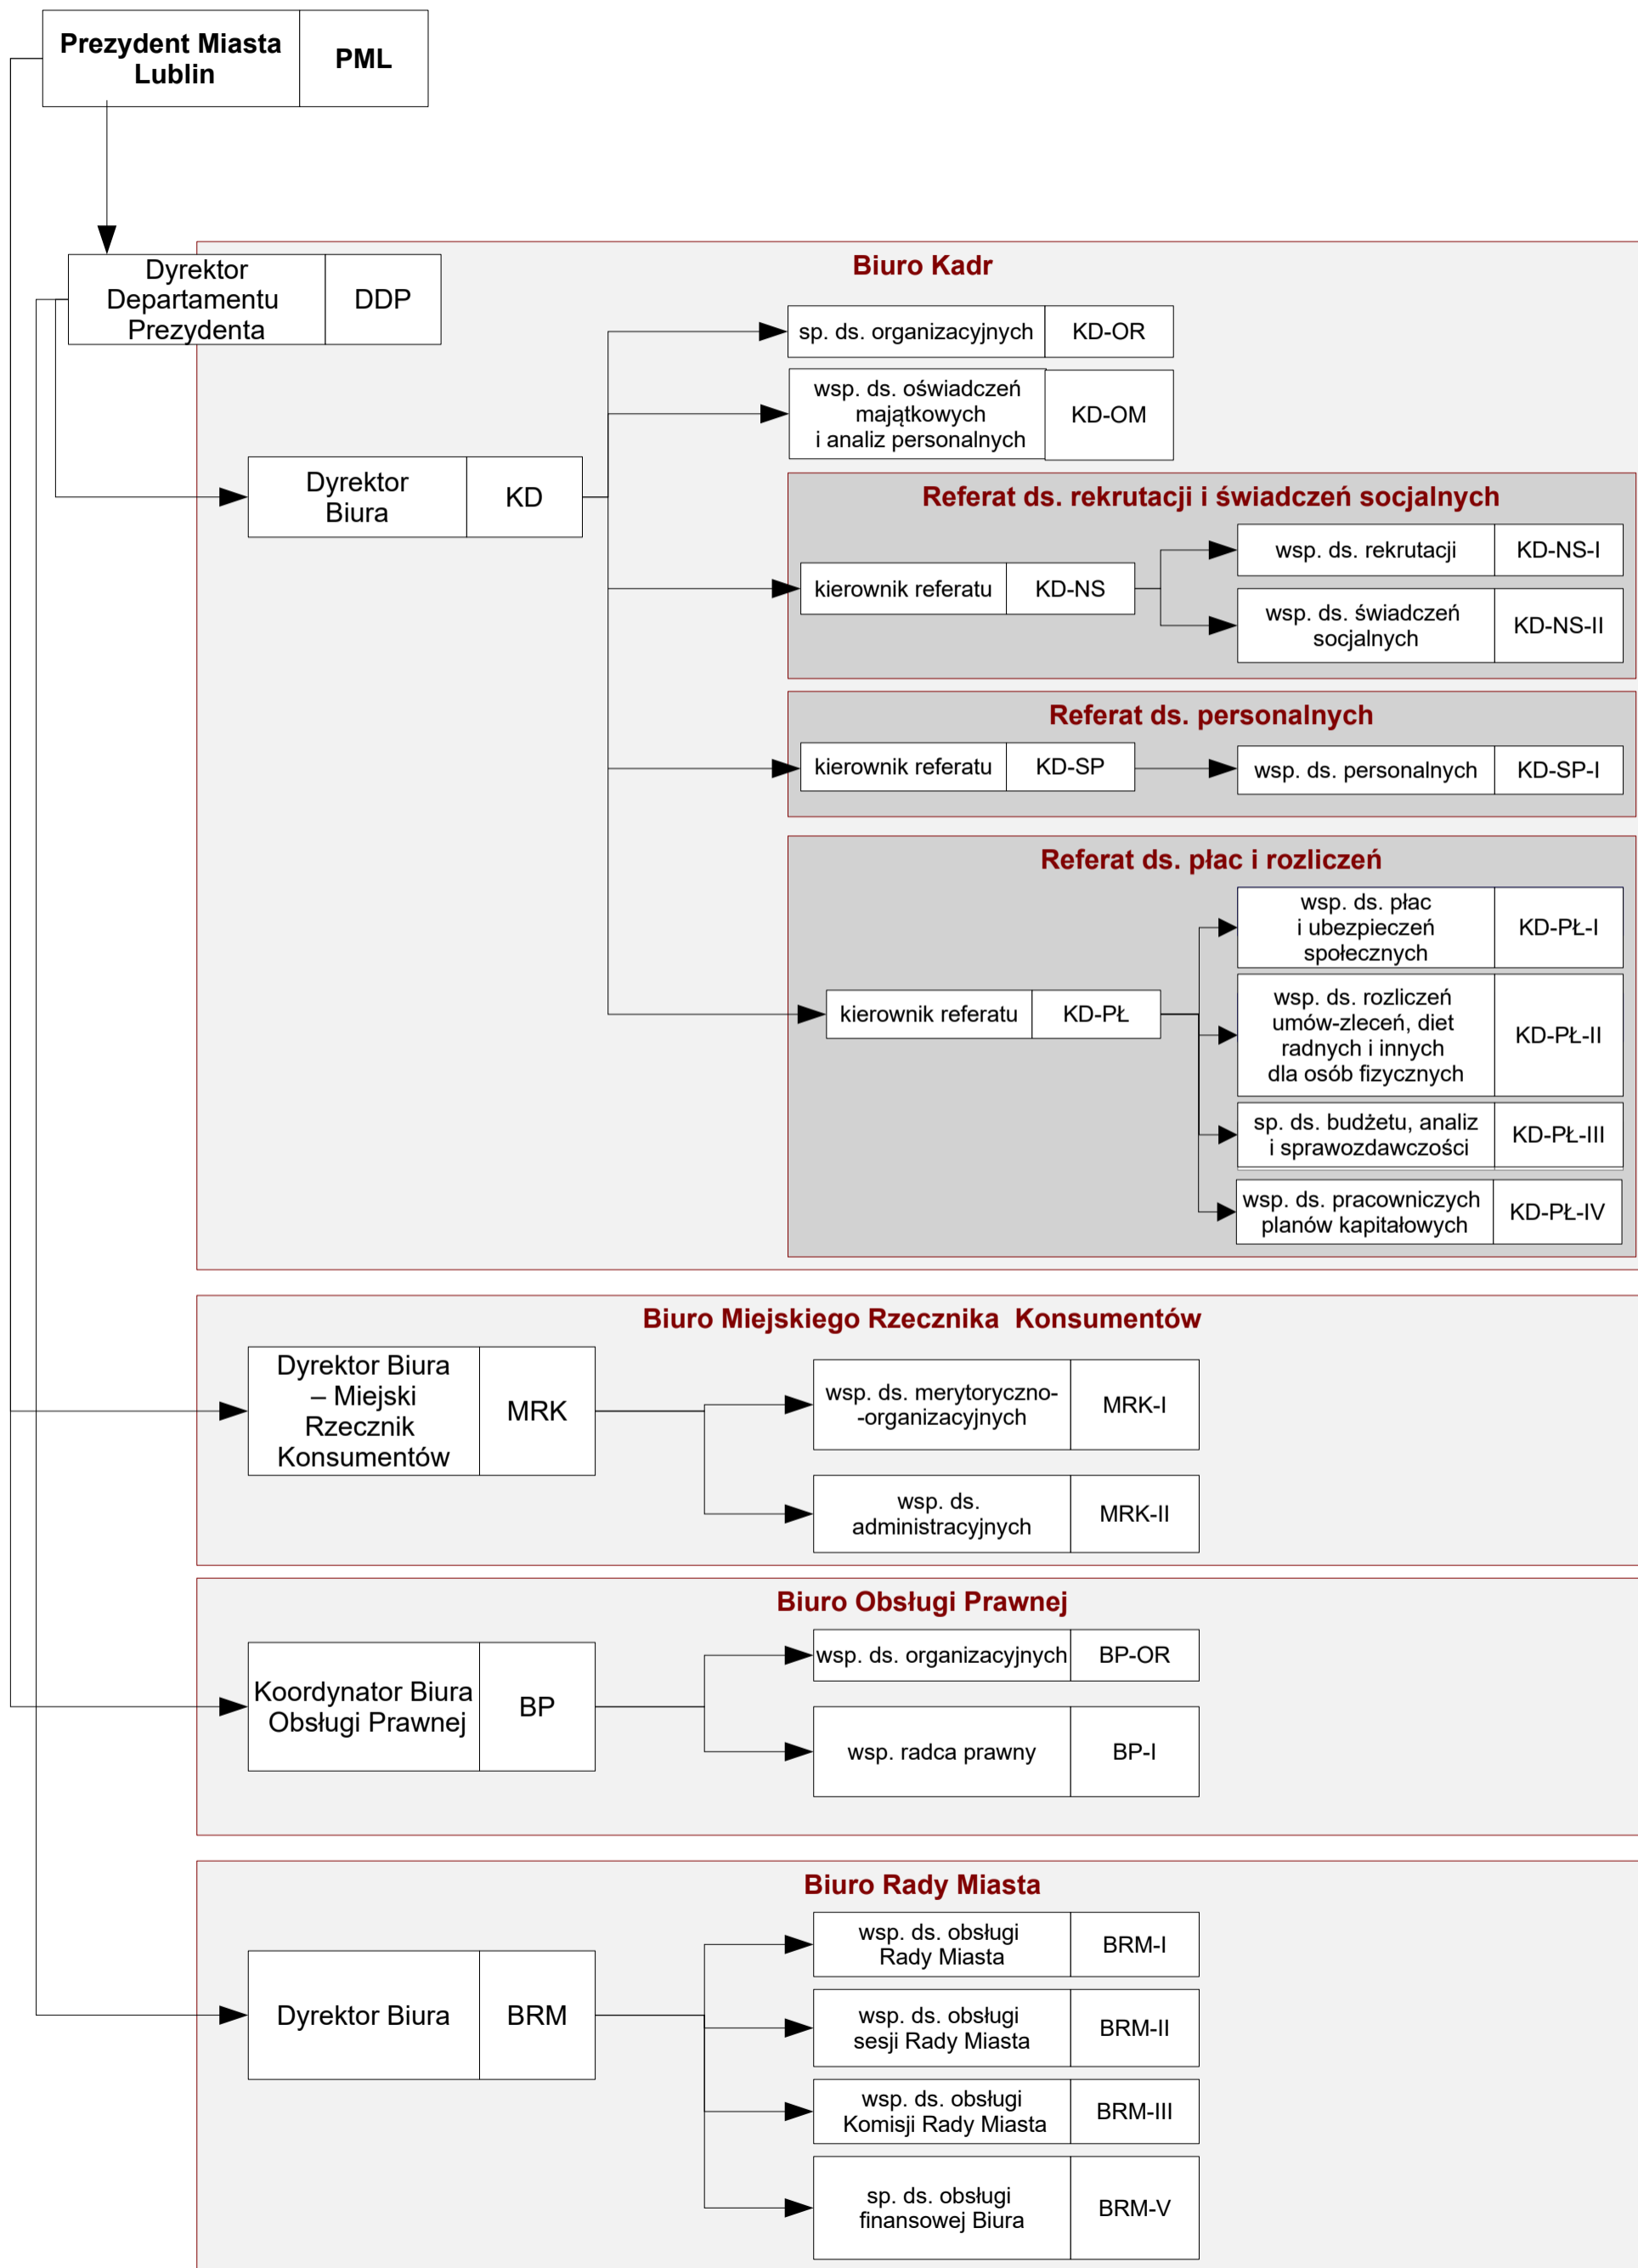 Prezydent Miasta
Lublin
PML
Dyrektor
Departamentu
Prezydenta
DDP
Biuro Kadr
sp. ds. organizacyjnych
KD-OR
wsp. ds. oświadczeń
majątkowych
i analiz personalnych
KD-OM
Dyrektor
Biura
KD
Referat ds. rekrutacji i świadczeń socjalnych
kierownik referatu
KD-NS
wsp. ds. rekrutacji
KD-NS-I
wsp. ds. świadczeń
socjalnych
KD-NS-II
Referat ds. personalnych
kierownik referatu
KD-SP
wsp. ds. personalnych
KD-SP-I
Referat ds. płac i rozliczeń
kierownik referatu
KD-PŁ
wsp. ds. płac
i ubezpieczeń
społecznych
KD-PŁ-I
wsp. ds. rozliczeń
umów-zleceń, diet
radnych i innych
dla osób fizycznych
KD-PŁ-II
sp. ds. budżetu, analiz
i sprawozdawczości
KD-PŁ-III
wsp. ds. pracowniczych
planów kapitałowych
KD-PŁ-IV
Biuro Miejskiego Rzecznika  Konsumentów
Dyrektor Biura
– Miejski
Rzecznik
Konsumentów
MRK
wsp. ds. merytoryczno-
-organizacyjnych
MRK-I
wsp. ds.
administracyjnych
MRK-II
Biuro Obsługi Prawnej
Koordynator Biura
Obsługi Prawnej
BP
wsp. ds. organizacyjnych
BP-OR
wsp. radca prawny
BP-I
Biuro Rady Miasta
Dyrektor Biura
BRM
wsp. ds. obsługi
Rady Miasta
BRM-I
wsp. ds. obsługi
sesji Rady Miasta
BRM-II
wsp. ds. obsługi
Komisji Rady Miasta
BRM-III
sp. ds. obsługi
finansowej Biura
BRM-V